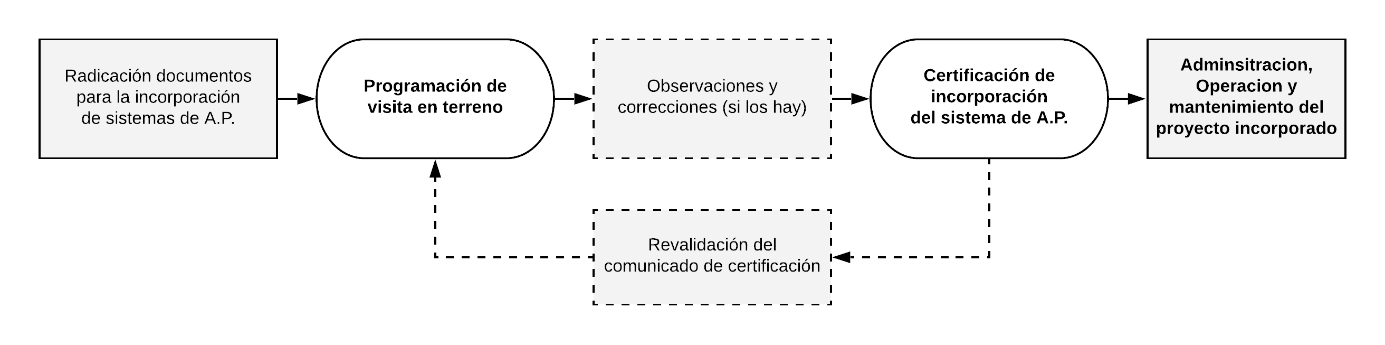 Radicación documentos
para la incorporación
de sistemas de A.P.
Programación de
visita en terreno
Observaciones y
correcciones (si los hay)
Certificación de
incorporación
del sistema de A.P.
Adminsitracion,
Operacion y
mantenimiento del
proyecto incorporado
Revalidación del
comunicado de certificación